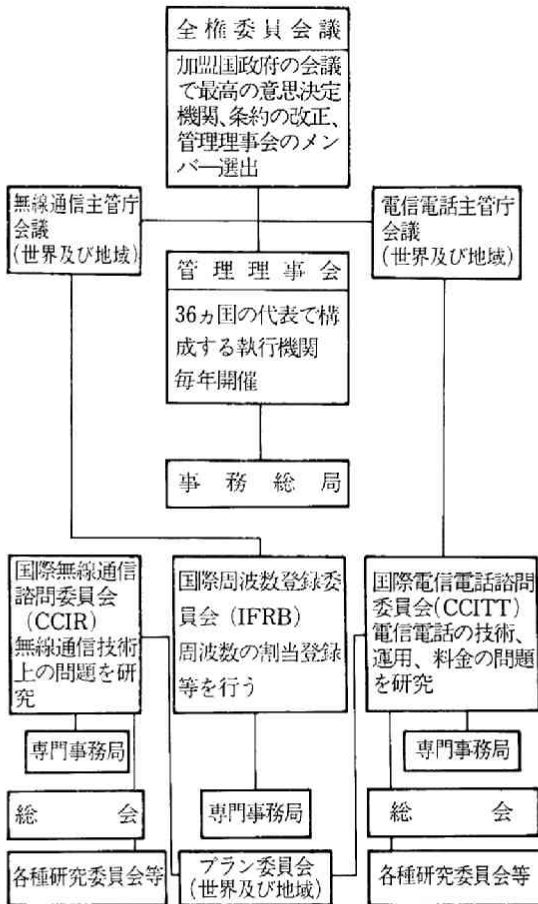 全権委員会議
加盟国政府の会議
で最高の意思決定
機関、条約の改正、
管理理事会のメン
バー選出
無線通信主管庁
会議
(世界及び地域)
電信電話主管庁
会議
(世界及び地域)
管理理事会
36ヵ国の代表で構
成する執行機関
毎年開催
事務総局
国際無線通信
諮問委員会
(CCIR)
無線通信技術
上の問題を研
究
国際周波数登録委
員会(IFRB)
周波数の割当登録
等を行う
国際電信電話諮問
委員会(CCITT)
電信電話の技術、
運用、料金の問題
を研究
専門事務局
専門事務局
専門事務局
総会
総会
各種研究委員会等
プラン委員会
(世界及び地域)
各種研究委員会等